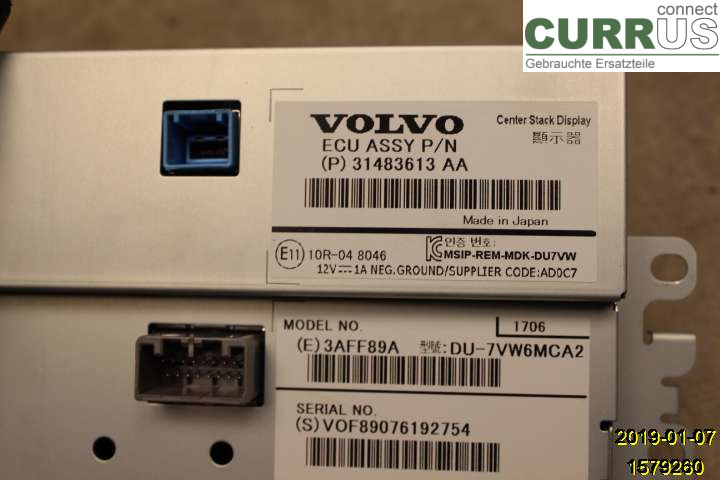 connect
CURRUS
Gebrauchte Ersatzteile
VOLVO
Center Stack Display
顯示器
ECU ASSY P/N
(P) 31483613 AA
Made in Japan
E11 10R-04 8046
인증 번호:
MSIP-REM-MDK-DU7VW
12V⎓1A NEG.GROUND/SUPPLIER CODE:AD0C7
MODEL NO.
1706
(E)3AFF89A 型號:DU-7VW6MCA2
SERIAL NO.
(S)VOF89076192754
2019-01-07
1579260